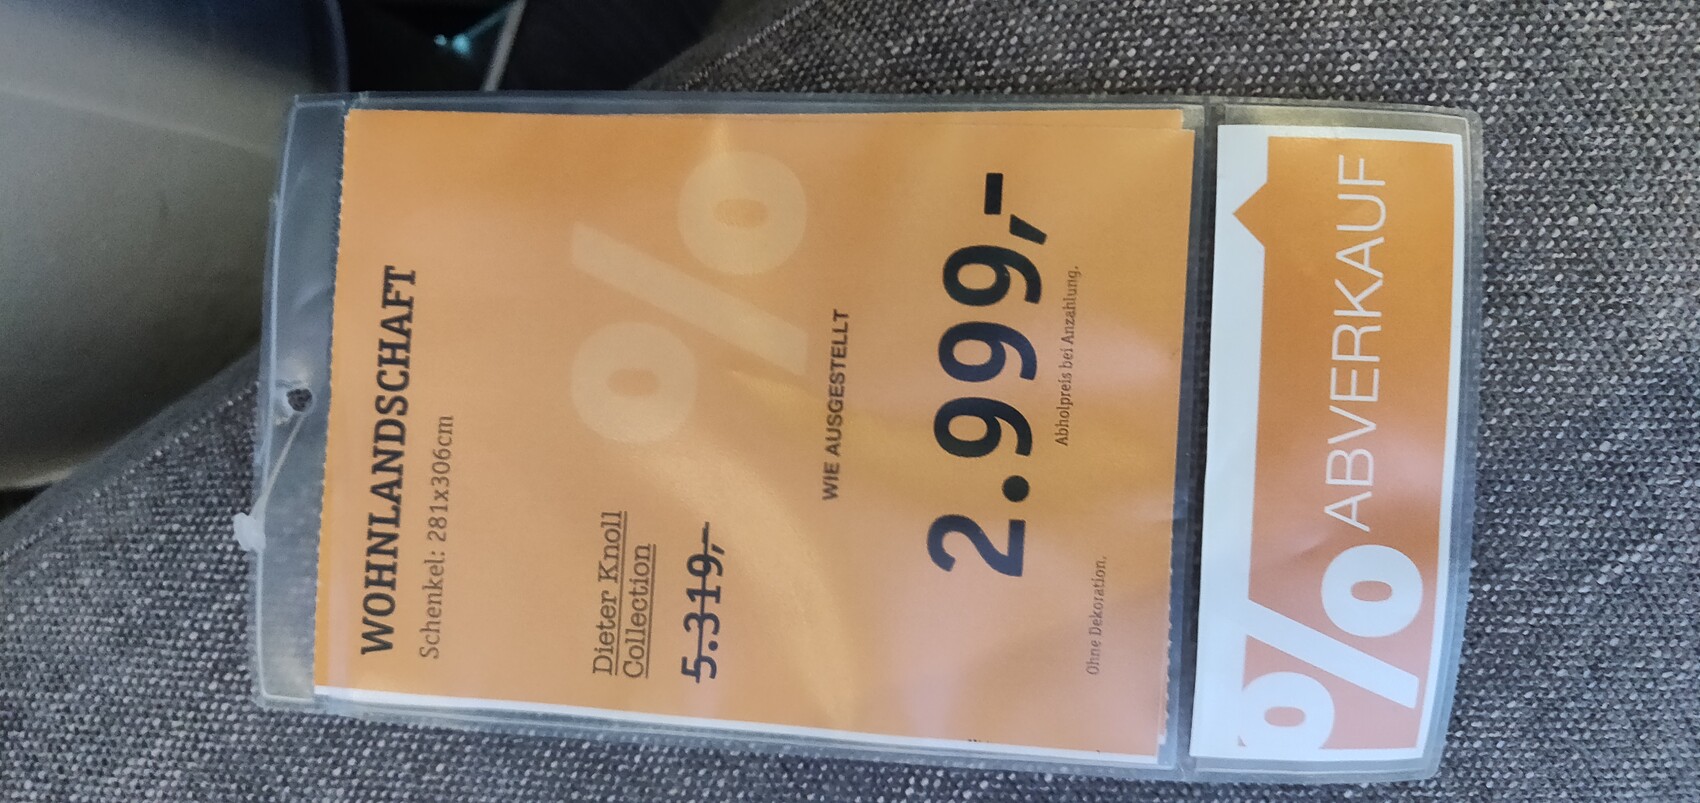 WOHNLANDSCHAFT
Schenkel: 281x306cm
%
Dieter Knoll
Collection
5.319,-
WIE AUSGESTELLT
2.999,-
Abholpreis bei Anzahlung.
Ohne Dekoration.
% ABVERKAUF